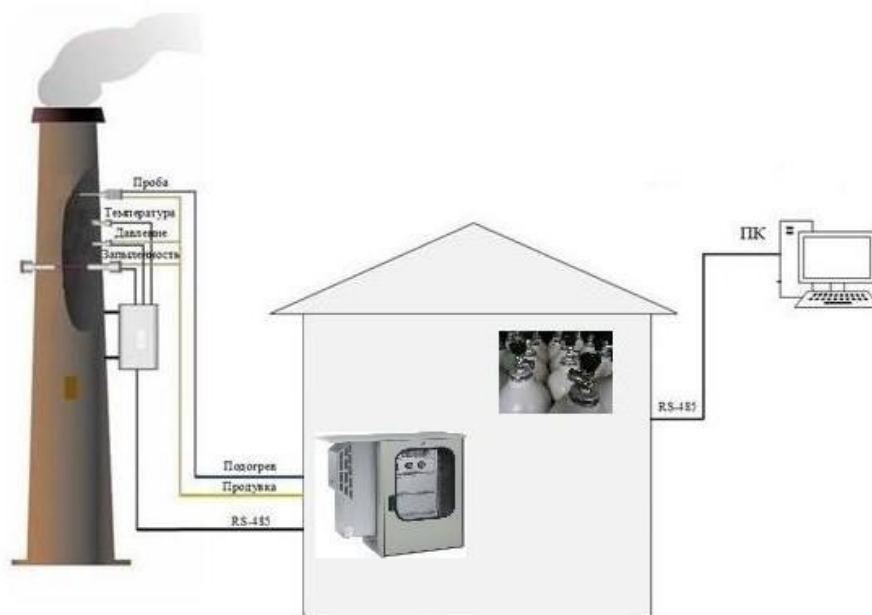 Проба
Температура
Давление
Запыленность
ПК
RS-485
Подогрев
Продувка
RS-485